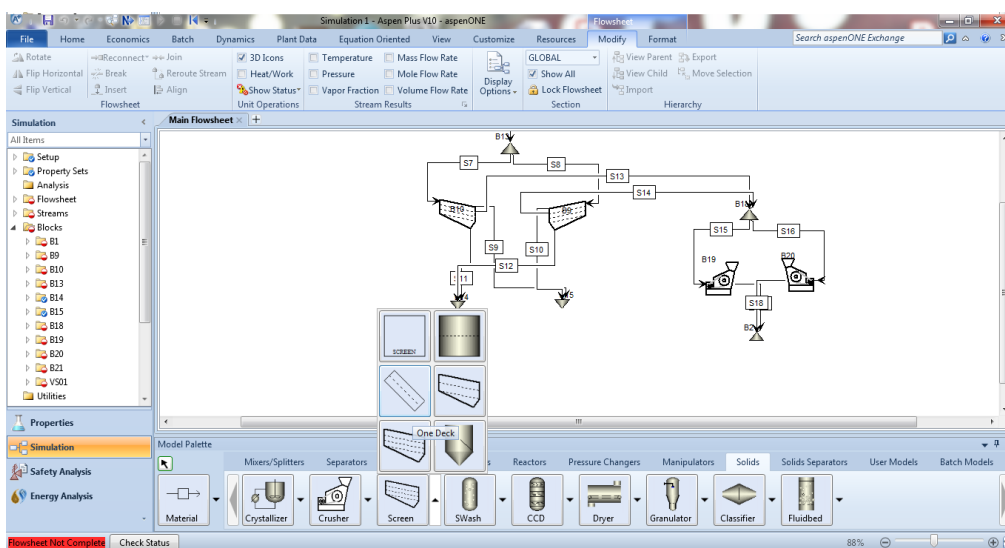 Simulation 1 - Aspen Plus V10 - aspenONE
Flowsheet
File Home Economics Batch Dynamics Plant Data Equation Oriented View Customize Resources Modify Format Search aspenONE Exchange
Rotate Reconnect Join 3D Icons Temperature Mass Flow Rate GLOBAL View Parent Export
Flip Horizontal Break Reroute Stream Heat/Work Pressure Mole Flow Rate Display Show All View Child Move Selection
Flip Vertical Insert Align Show Status Vapor Fraction Volume Flow Rate Options Lock Flowsheet Import
Flowsheet Unit Operations Stream Results Section Hierarchy
Simulation < Main Flowsheet × +
All Items
Setup
Property Sets
Analysis
Flowsheet
Streams
Blocks
B1
B9
B10
B13
B14
B15
B18
B19
B20
B21
VS01
Utilities
Properties
Simulation
Safety Analysis
Energy Analysis
S7 S8
S13
S14
B10 B9
S15 S16
S9 S10
S12
B19 B20
S18
SCREEN
One Deck
Model Palette
Mixers/Splitters Separators Reactors Pressure Changers Manipulators Solids Solids Separators User Models Batch Models
Material Crystallizer Crusher Screen SWash CCD Dryer Granulator Classifier Fluidbed
Flowsheet Not Complete Check Status 88%